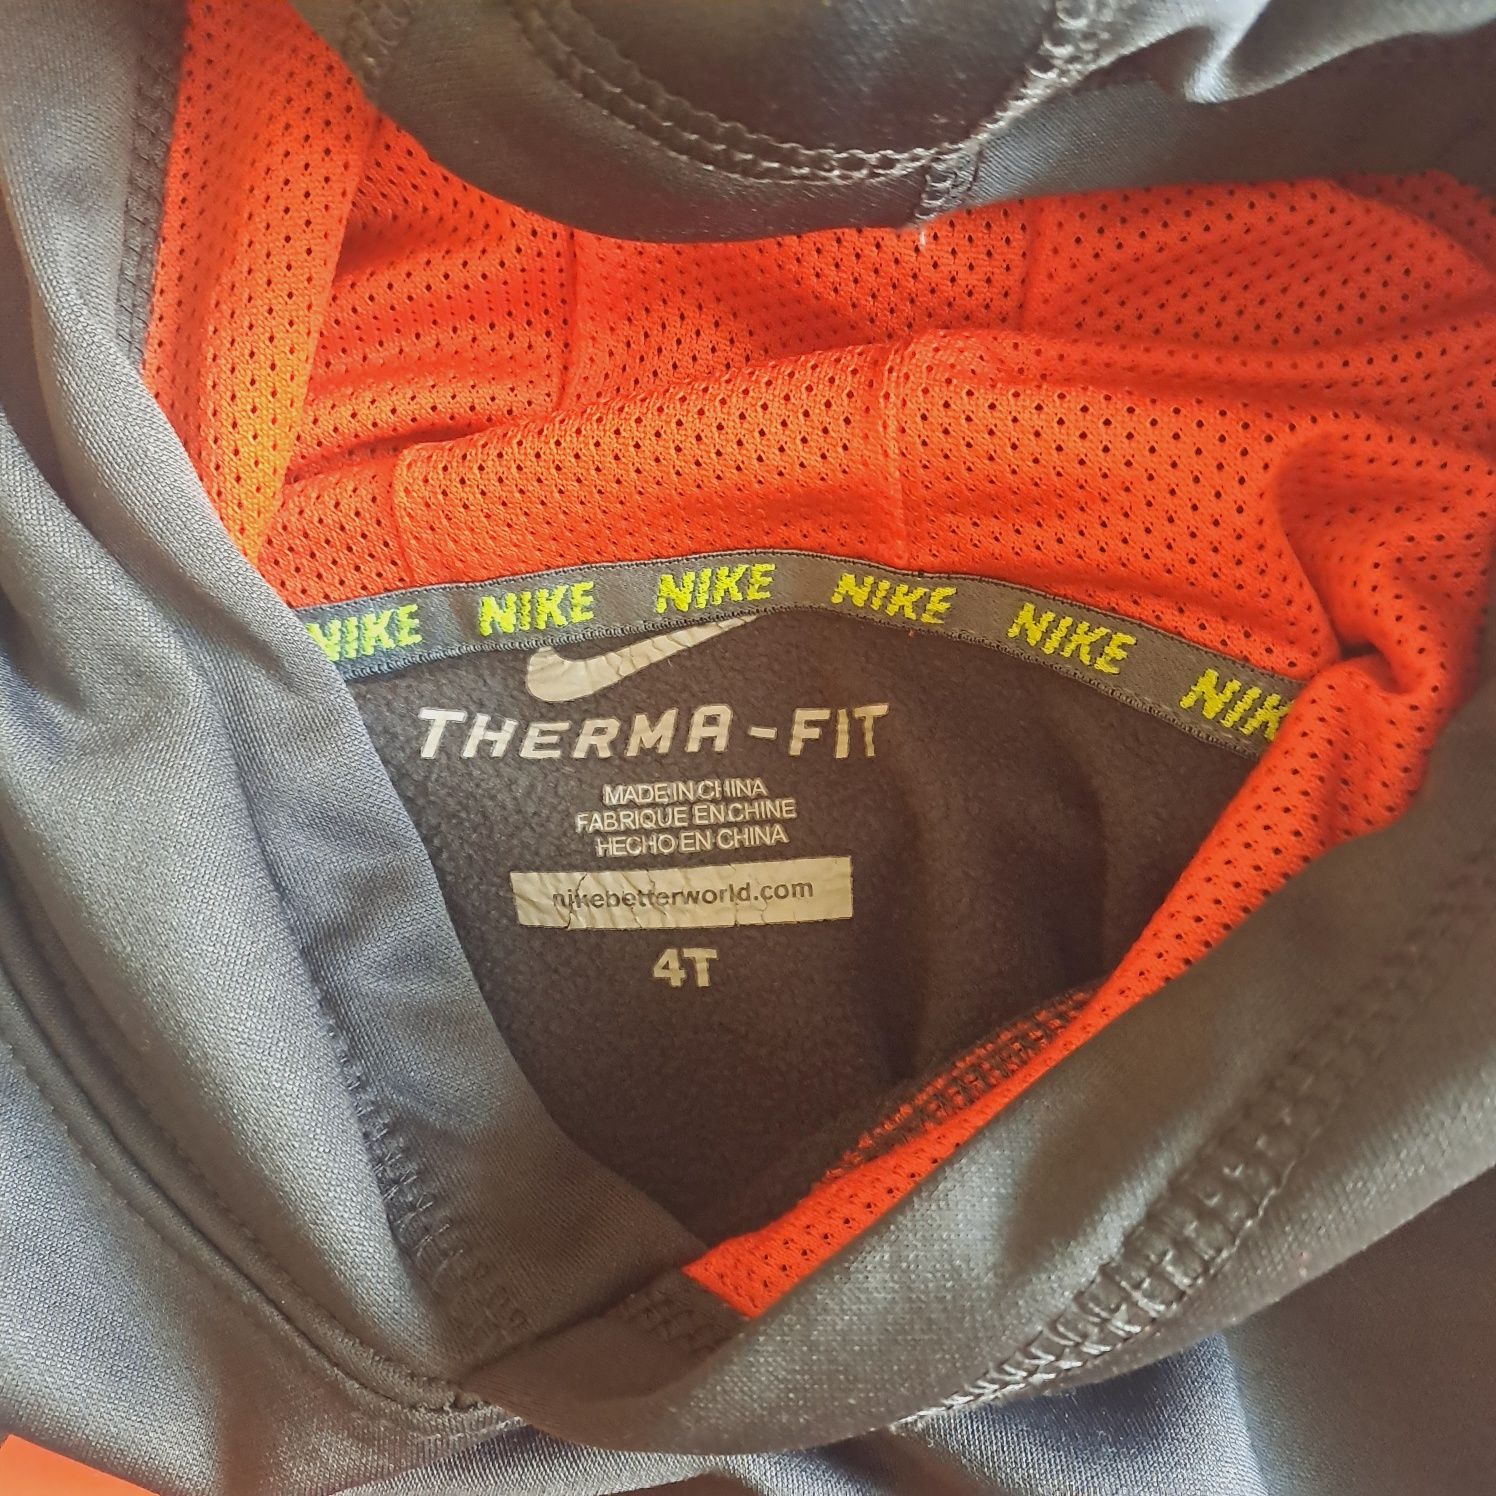 NIKE NIKE NIKE NIKE NIKE NIK
THERMA-FIT
MADE IN CHINA
FABRIQUE EN CHINE
HECHO EN CHINA
nikebetterworld.com
4T